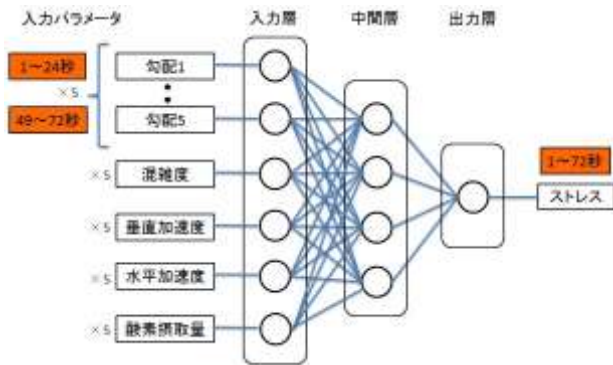 入力パラメータ
入力層
中間層
出力層
1～24秒
×5
49～72秒
勾配1
勾配5
×5
混雑度
×5
垂直加速度
×5
水平加速度
×5
酸素摂取量
1～72秒
ストレス